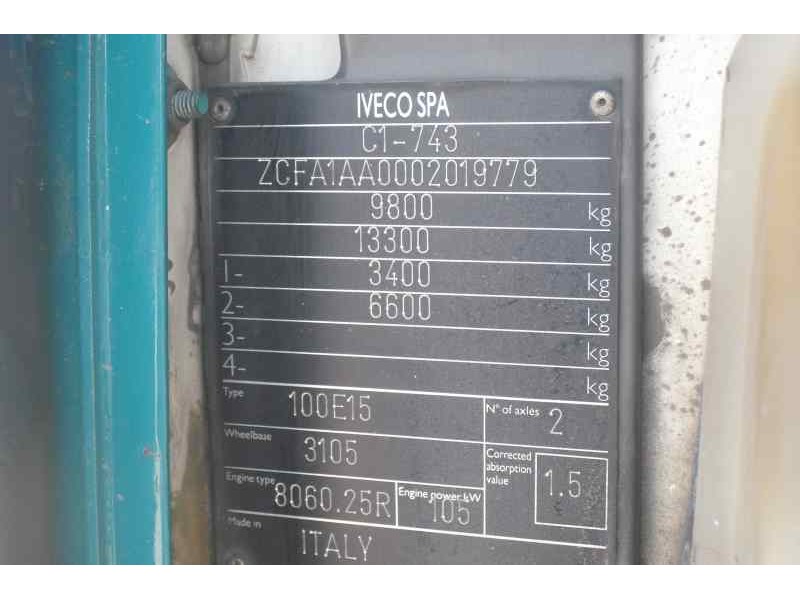 IVECO SPA
C1-743
ZCFA1AA0002019779
9800 kg
13300 kg
1- 3400 kg
2- 6600 kg
3- kg
4- kg
Type 100E15 N° of axles 2
Wheelbase 3105 Corrected absorption value 1.5
Engine type 8060.25R Engine power kW 105
Made in ITALY